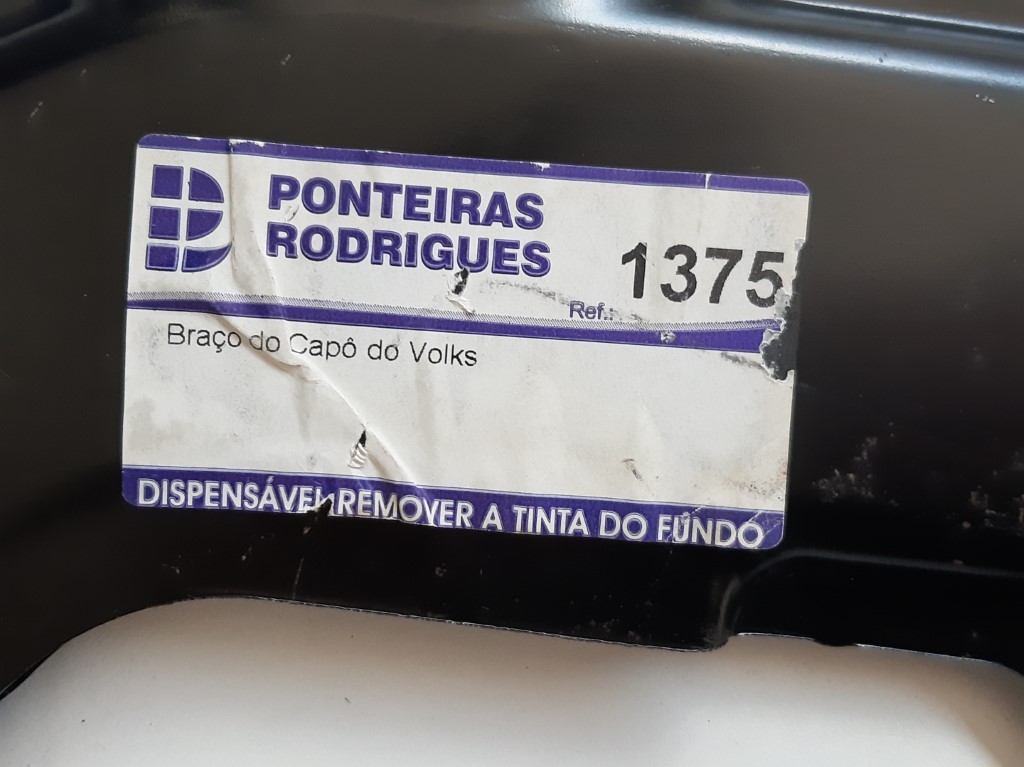 PONTEIRAS
RODRIGUES
Ref.: 1375
Braço do Capô do Volks
DISPENSÁVEL REMOVER A TINTA DO FUNDO